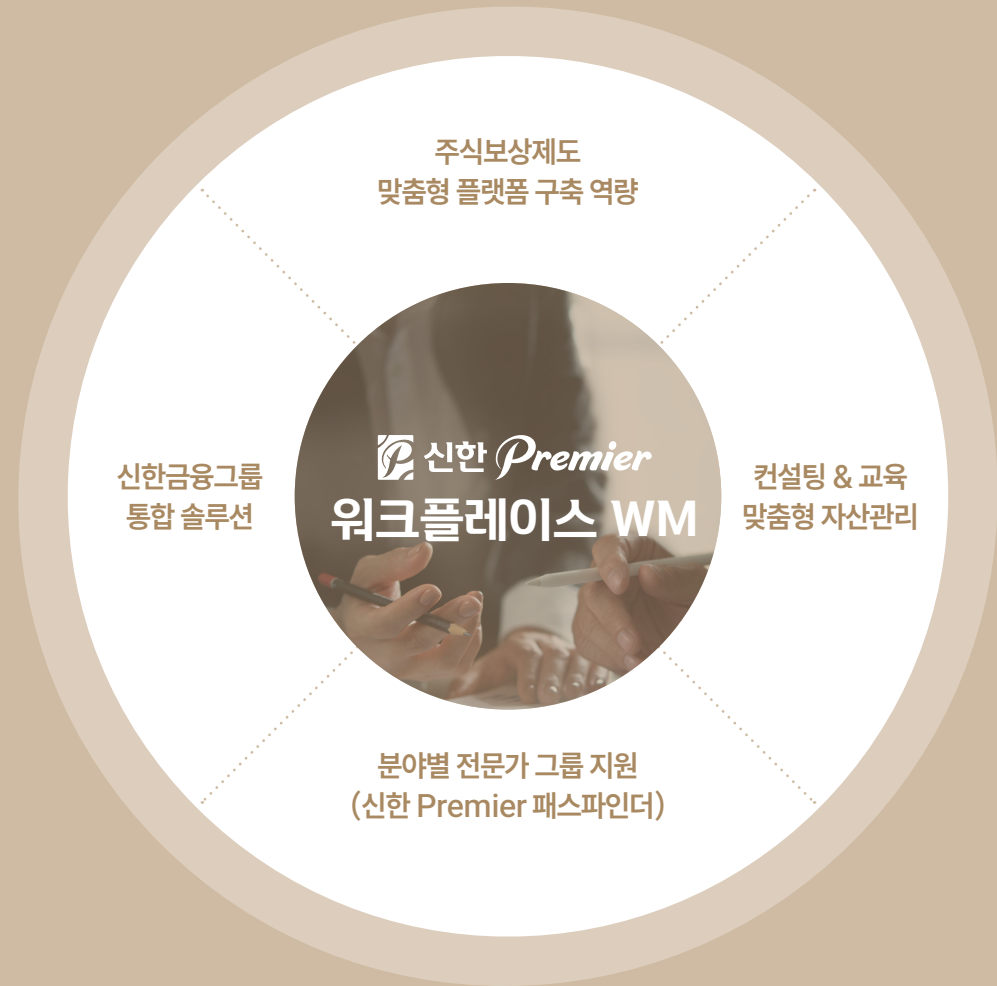 주식보상제도
맞춤형 플랫폼 구축 역량
신한금융그룹
통합 솔루션
신한 Premier
워크플레이스 WM
컨설팅 & 교육
맞춤형 자산관리
분야별 전문가 그룹 지원
(신한 Premier 패스파인더)